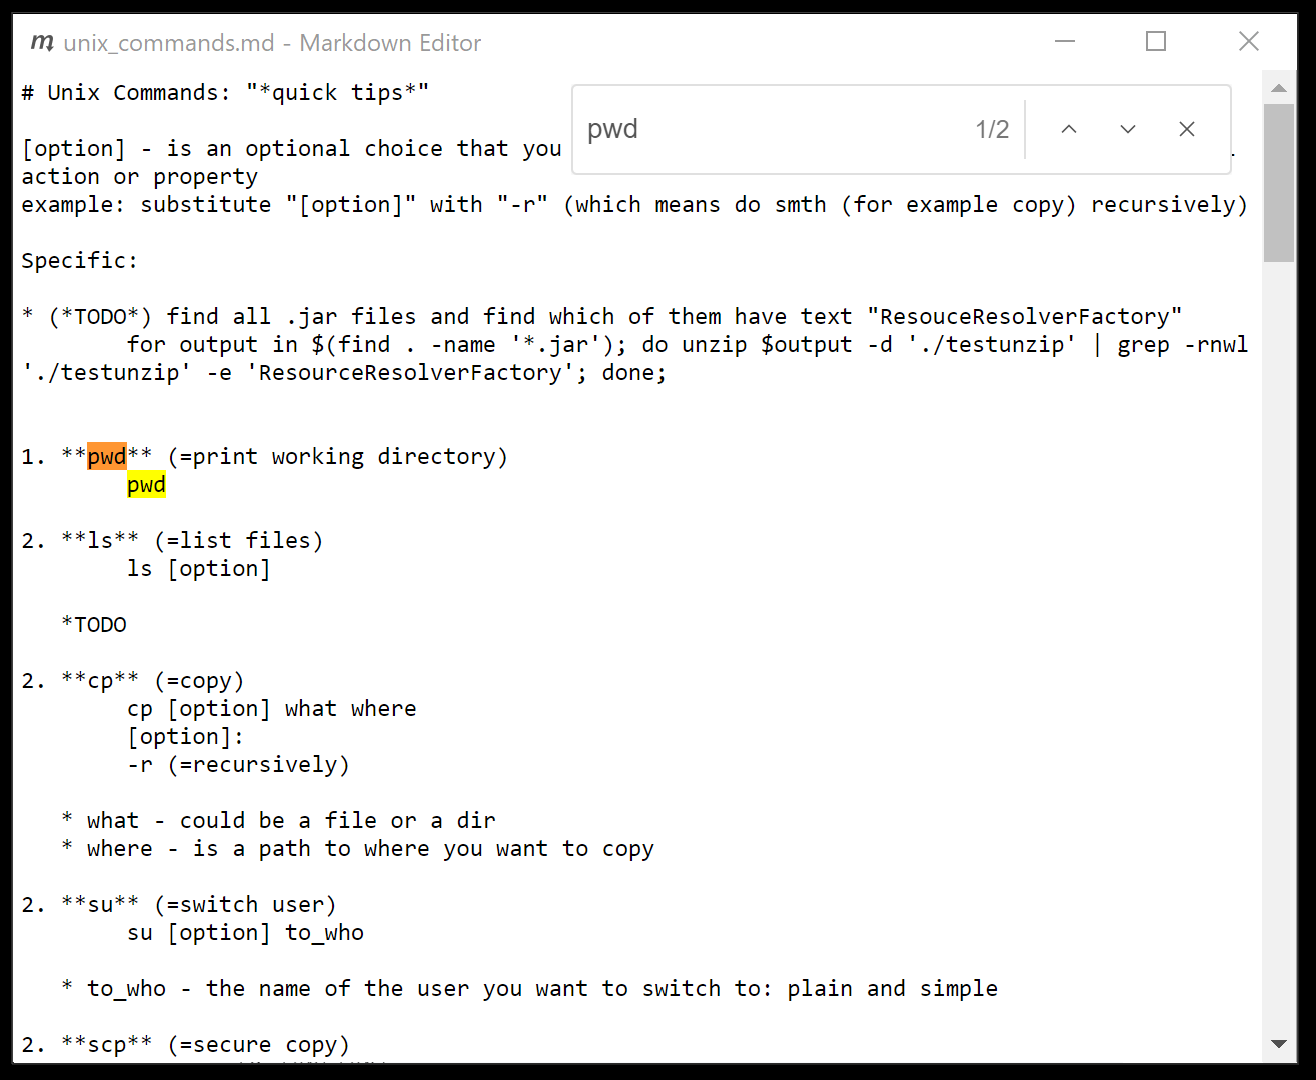 unix_commands.md - Markdown Editor
# Unix Commands: "*quick tips*"
pwd 1/2
[option] - is an optional choice that you
action or property
example: substitute "[option]" with "-r" (which means do smth (for example copy) recursively)
Specific:
* (*TODO*) find all .jar files and find which of them have text "ResouceResolverFactory"
for output in $(find . -name '*.jar'); do unzip $output -d './testunzip' | grep -rnwl
'./testunzip' -e 'ResourceResolverFactory'; done;
1. **pwd** (=print working directory)
pwd
2. **ls** (=list files)
ls [option]
*TODO
2. **cp** (=copy)
cp [option] what where
[option]:
-r (=recursively)
* what - could be a file or a dir
* where - is a path to where you want to copy
2. **su** (=switch user)
su [option] to_who
* to_who - the name of the user you want to switch to: plain and simple
2. **scp** (=secure copy)